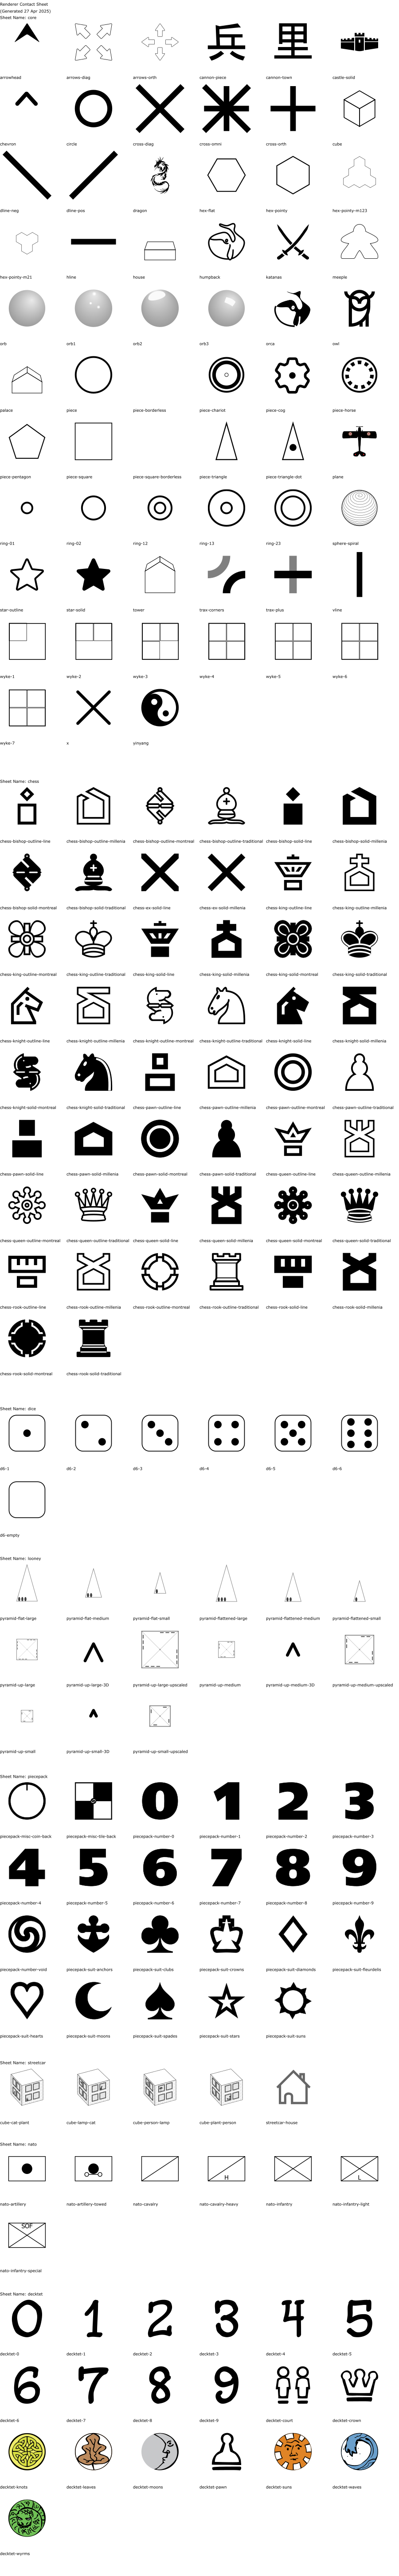 Renderer Contact Sheet
(Generated 27 Apr 2025)
Sheet Name: core
兵 里
arrowhead arrows-diag arrows-orth cannon-piece cannon-town castle-solid
chevron circle cross-diag cross-omni cross-orth cube
dline-neg dline-pos dragon hex-flat hex-pointy hex-pointy-m123
hex-pointy-m21 hline house humpback katanas meeple
orb orb1 orb2 orb3 orca owl
palace piece piece-borderless piece-chariot piece-cog piece-horse
piece-pentagon piece-square piece-square-borderless piece-triangle piece-triangle-dot plane
ring-01 ring-02 ring-12 ring-13 ring-23 sphere-spiral
star-outline star-solid tower trax-corners trax-plus vline
wyke-1 wyke-2 wyke-3 wyke-4 wyke-5 wyke-6
wyke-7 x yinyang
Sheet Name: chess
chess-bishop-outline-line chess-bishop-outline-millenia chess-bishop-outline-montreal chess-bishop-outline-traditional chess-bishop-solid-line chess-bishop-solid-millenia
chess-bishop-solid-montreal chess-bishop-solid-traditional chess-ex-solid-line chess-ex-solid-millenia chess-king-outline-line chess-king-outline-millenia
chess-king-outline-montreal chess-king-outline-traditional chess-king-solid-line chess-king-solid-millenia chess-king-solid-montreal chess-king-solid-traditional
chess-knight-outline-line chess-knight-outline-millenia chess-knight-outline-montreal chess-knight-outline-traditional chess-knight-solid-line chess-knight-solid-millenia
chess-knight-solid-montreal chess-knight-solid-traditional chess-pawn-outline-line chess-pawn-outline-millenia chess-pawn-outline-montreal chess-pawn-outline-traditional
chess-pawn-solid-line chess-pawn-solid-millenia chess-pawn-solid-montreal chess-pawn-solid-traditional chess-queen-outline-line chess-queen-outline-millenia
chess-queen-outline-montreal chess-queen-outline-traditional chess-queen-solid-line chess-queen-solid-millenia chess-queen-solid-montreal chess-queen-solid-traditional
chess-rook-outline-line chess-rook-outline-millenia chess-rook-outline-montreal chess-rook-outline-traditional chess-rook-solid-line chess-rook-solid-millenia
chess-rook-solid-montreal chess-rook-solid-traditional
Sheet Name: dice
d6-1 d6-2 d6-3 d6-4 d6-5 d6-6
d6-empty
Sheet Name: looney
pyramid-flat-large pyramid-flat-medium pyramid-flat-small pyramid-flattened-large pyramid-flattened-medium pyramid-flattened-small
pyramid-up-large pyramid-up-large-3D pyramid-up-large-upscaled pyramid-up-medium pyramid-up-medium-3D pyramid-up-medium-upscaled
pyramid-up-small pyramid-up-small-3D pyramid-up-small-upscaled
Sheet Name: piecepack
0 1 2 3
piecepack-misc-coin-back piecepack-misc-tile-back piecepack-number-0 piecepack-number-1 piecepack-number-2 piecepack-number-3
4 5 6 7 8 9
piecepack-number-4 piecepack-number-5 piecepack-number-6 piecepack-number-7 piecepack-number-8 piecepack-number-9
piecepack-number-void piecepack-suit-anchors piecepack-suit-clubs piecepack-suit-crowns piecepack-suit-diamonds piecepack-suit-fleurdelis
piecepack-suit-hearts piecepack-suit-moons piecepack-suit-spades piecepack-suit-stars piecepack-suit-suns
Sheet Name: streetcar
cube-cat-plant cube-lamp-cat cube-person-lamp cube-plant-person streetcar-house
Sheet Name: nato
H L
nato-artillery nato-artillery-towed nato-cavalry nato-cavalry-heavy nato-infantry nato-infantry-light
SOF
nato-infantry-special
Sheet Name: decktet
0 1 2 3 4 5
decktet-0 decktet-1 decktet-2 decktet-3 decktet-4 decktet-5
6 7 8 9
decktet-6 decktet-7 decktet-8 decktet-9 decktet-court decktet-crown
decktet-knots decktet-leaves decktet-moons decktet-pawn decktet-suns decktet-waves
decktet-wyrms